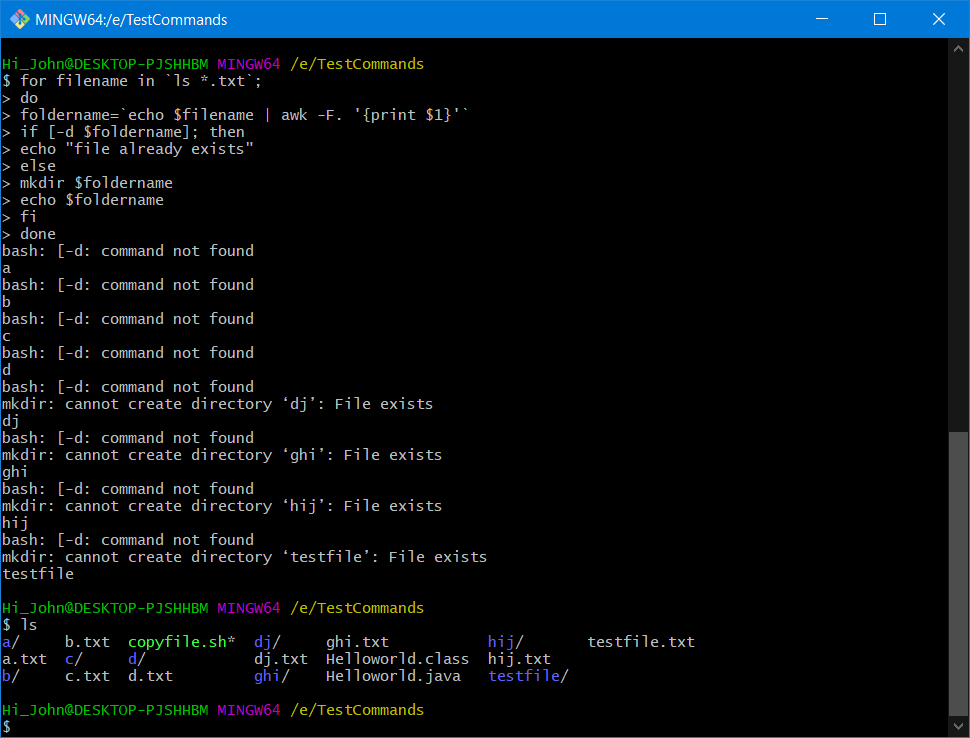 MINGW64:/e/TestCommands
Hi_John@DESKTOP-PJSHHBM MINGW64 /e/TestCommands
$ for filename in `ls *.txt`;
> do
> foldername=`echo $filename | awk -F. '{print $1}'`
> if [-d $foldername]; then
> echo "file already exists"
> else
> mkdir $foldername
> echo $foldername
> fi
> done
bash: [-d: command not found
a
bash: [-d: command not found
b
bash: [-d: command not found
c
bash: [-d: command not found
d
bash: [-d: command not found
mkdir: cannot create directory ‘dj’: File exists
dj
bash: [-d: command not found
mkdir: cannot create directory ‘ghi’: File exists
ghi
bash: [-d: command not found
mkdir: cannot create directory ‘hij’: File exists
hij
bash: [-d: command not found
mkdir: cannot create directory ‘testfile’: File exists
testfile
Hi_John@DESKTOP-PJSHHBM MINGW64 /e/TestCommands
$ ls
a/     b.txt  copyfile.sh*  dj/     ghi.txt          hij/       testfile.txt
a.txt  c/     d/            dj.txt  Helloworld.class  hij.txt
b/     c.txt  d.txt         ghi/    Helloworld.java   testfile/
Hi_John@DESKTOP-PJSHHBM MINGW64 /e/TestCommands
$